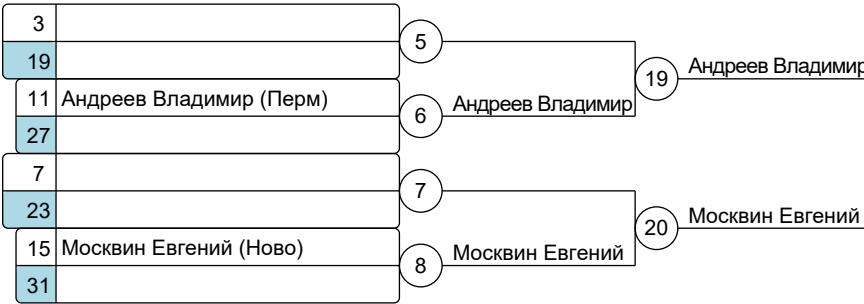 3
5
19
19 Андреев Владимир
11 Андреев Владимир (Перм)
6 Андреев Владимир
27
7
7
23
20 Москвин Евгений
15 Москвин Евгений (Ново)
8 Москвин Евгений
31